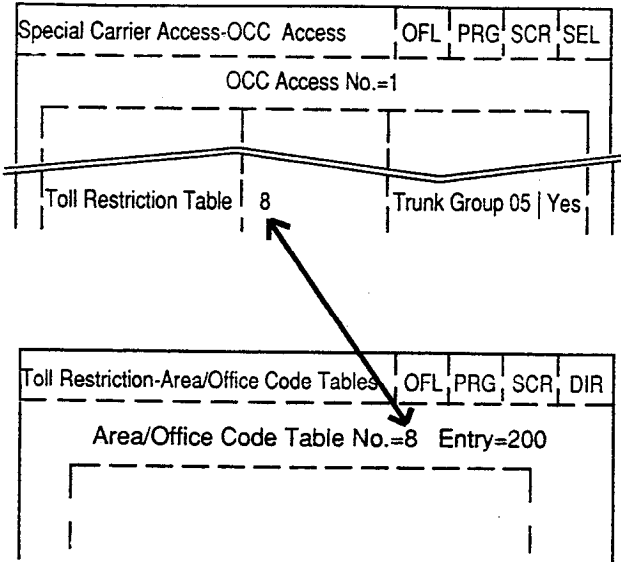 Special Carrier Access-OCC Access OFL PRG SCR SEL
OCC Access No.=1
Toll Restriction Table 8 Trunk Group 05 Yes
Toll Restriction-Area/Office Code Tables OFL PRG SCR DIR
Area/Office Code Table No.=8 Entry=200